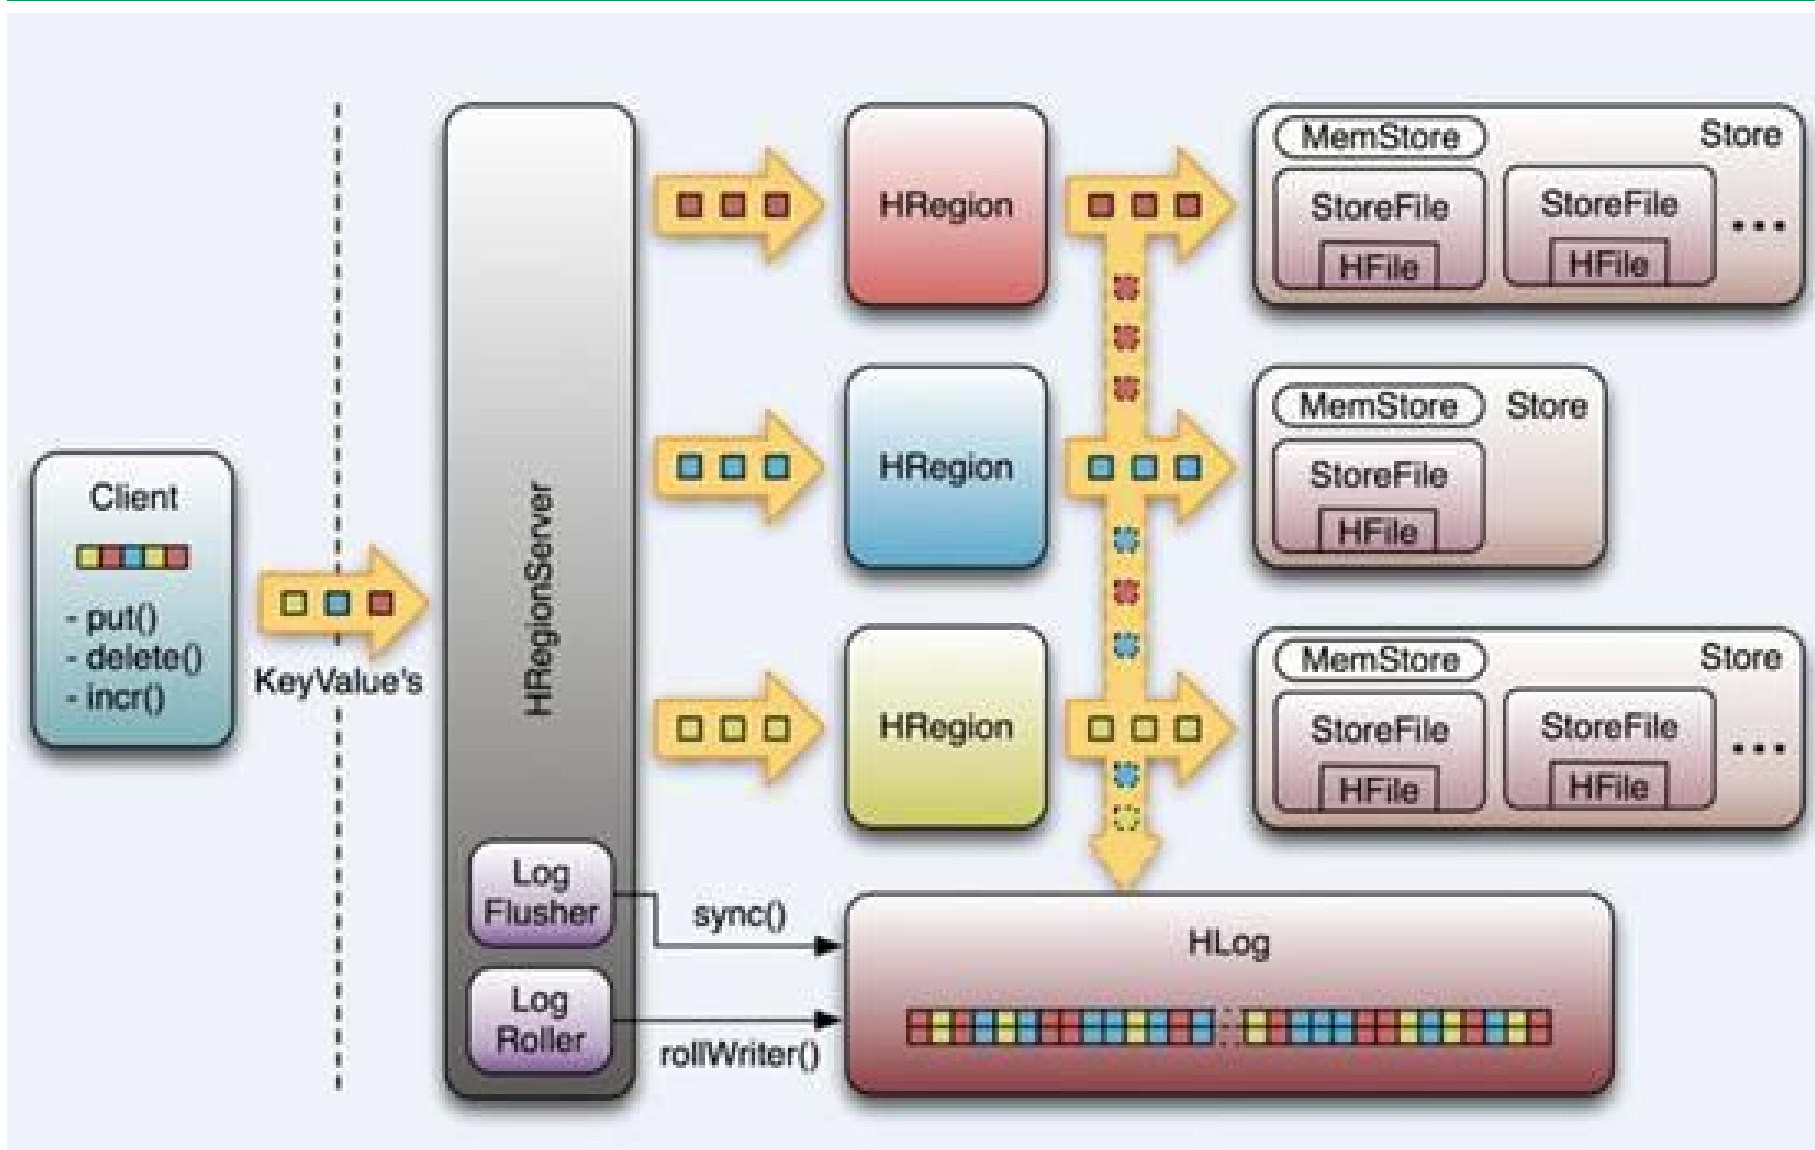 Client
- put()
- delete()
- incr()
KeyValue's
HRegionServer
Log
Flusher
Log
Roller
sync()
rollWriter()
HRegion
MemStore
Store
StoreFile
HFile
StoreFile
HFile
...
HRegion
MemStore
Store
StoreFile
HFile
HRegion
MemStore
Store
StoreFile
HFile
StoreFile
HFile
...
HLog